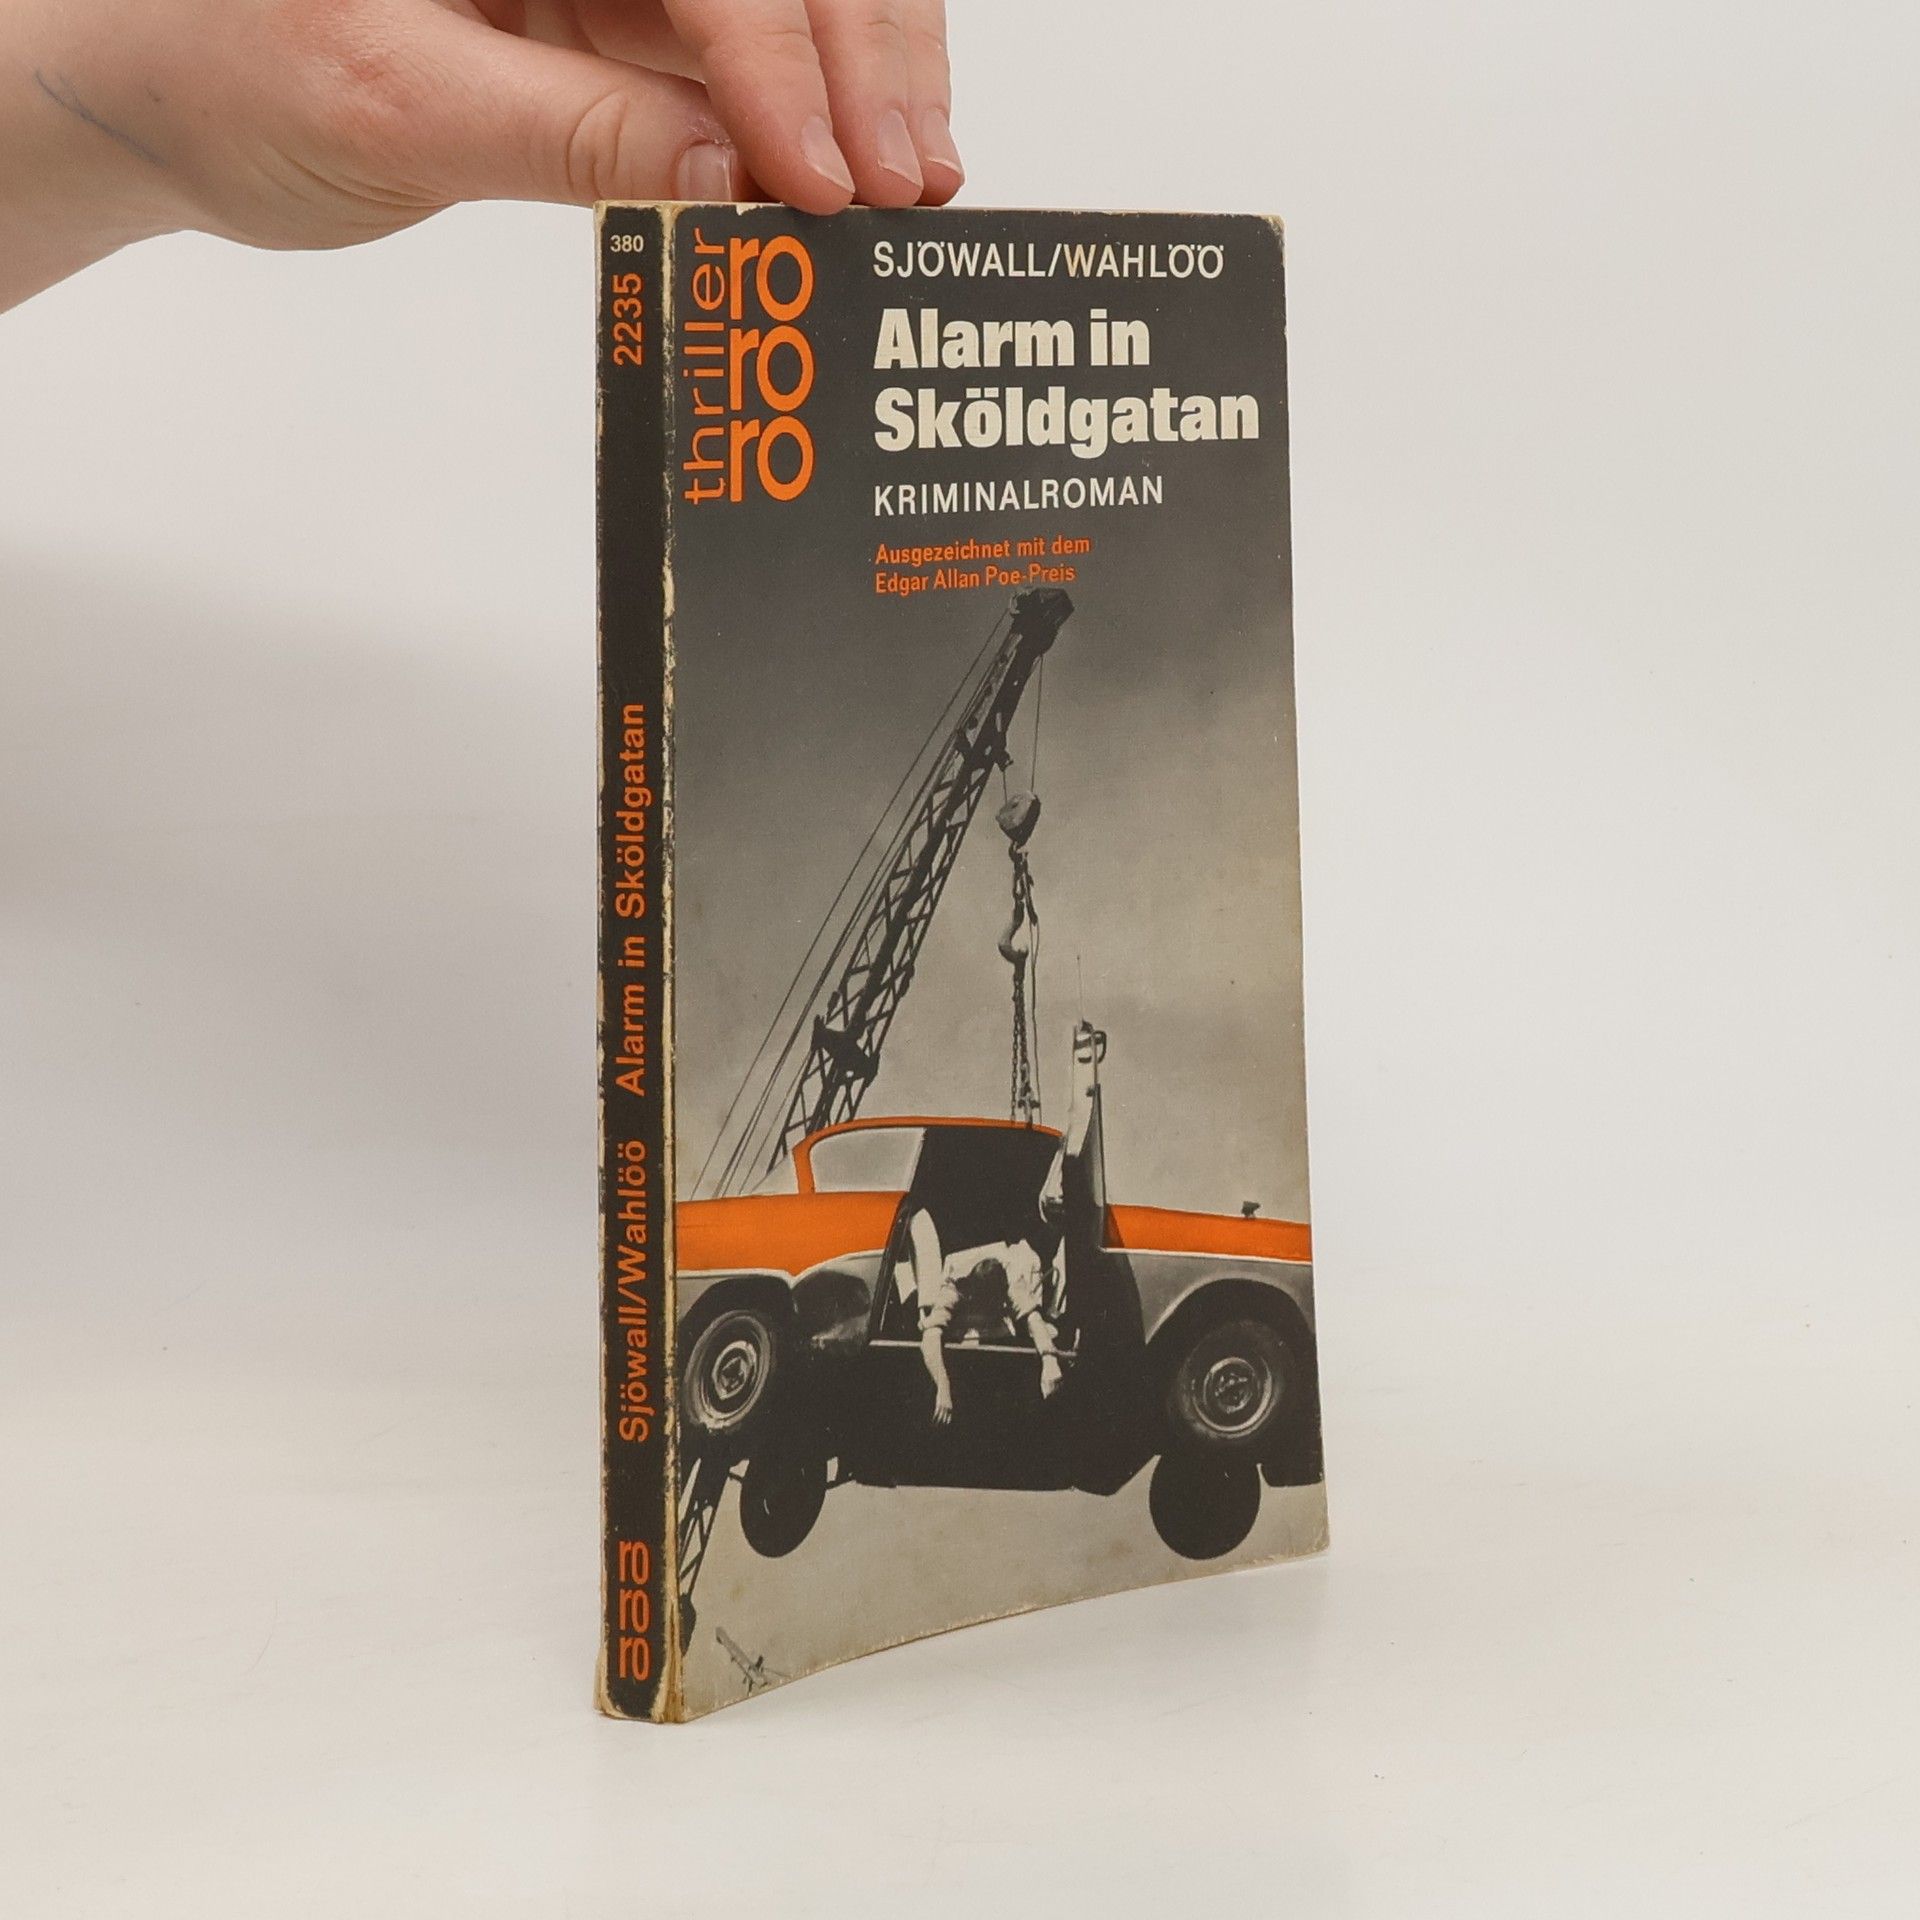 380
2235
Sjöwall/Wahlöö Alarm in Sköldgatan
ro
ro
ro
thriller
ro
ro
ro
SJÖWALL/WAHLÖÖ
Alarm in
Sköldgatan
KRIMINALROMAN
Ausgezeichnet mit dem
Edgar Allan Poe-Preis